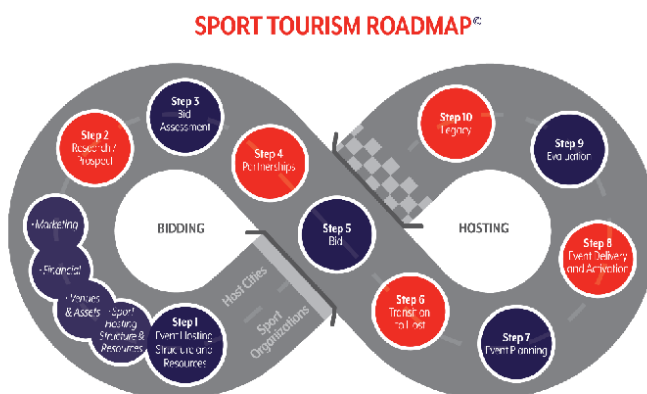 SPORT TOURISM ROADMAP©
Step 3
Bid
Assessment
Step 2
Research /
Prospect
Step 4
Partnerships
Step 10
Legacy
Step 9
Evaluation
BIDDING
HOSTING
Step 5
Bid
• Marketing
• Financial
• Venues
& Assets
• Sport
Hosting
Structure &
Resources
Step 1
Event Hosting
Structure and
Resources
Host Cities
Sport
Organizations
Step 6
Transition
to Host
Step 7
Event Planning
Step 8
Event Delivery
and Activation